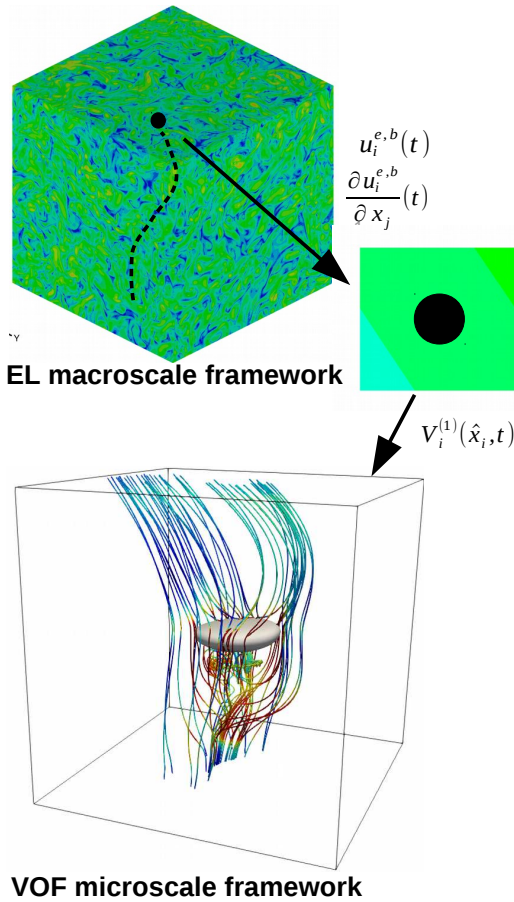 u_i^{e,b}(t)
∂u_i^{e,b}/∂x_j (t)
Y
EL macroscale framework
V_i^{(1)}(x̂_i,t)
VOF microscale framework